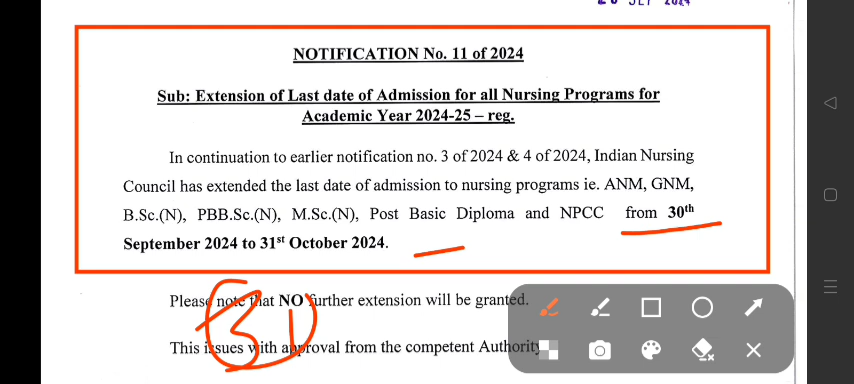 NOTIFICATION No. 11 of 2024
Sub: Extension of Last date of Admission for all Nursing Programs for
Academic Year 2024-25 – reg.
In continuation to earlier notification no. 3 of 2024 & 4 of 2024, Indian Nursing
Council has extended the last date of admission to nursing programs ie. ANM, GNM,
B.Sc.(N), PBB.Sc.(N), M.Sc.(N), Post Basic Diploma and NPCC from 30th
September 2024 to 31st October 2024.
Please note that NO further extension will be granted.
This issues with approval from the competent Authority
31